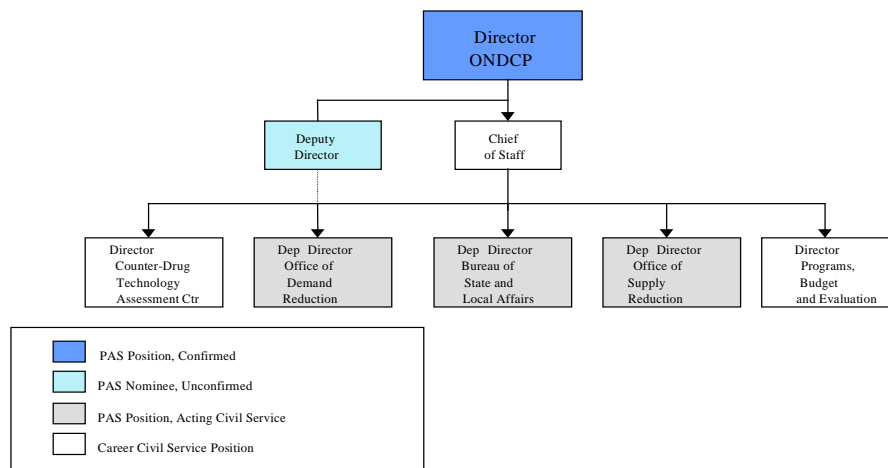 Director
ONDCP
Deputy
Director
Chief
of Staff
Director
Counter-Drug
Technology
Assessment Ctr
Dep Director
Office of
Demand
Reduction
Dep Director
Bureau of
State and
Local Affairs
Dep Director
Office of
Supply
Reduction
Director
Programs,
Budget
and Evaluation
PAS Position, Confirmed
PAS Nominee, Unconfirmed
PAS Position, Acting Civil Service
Career Civil Service Position